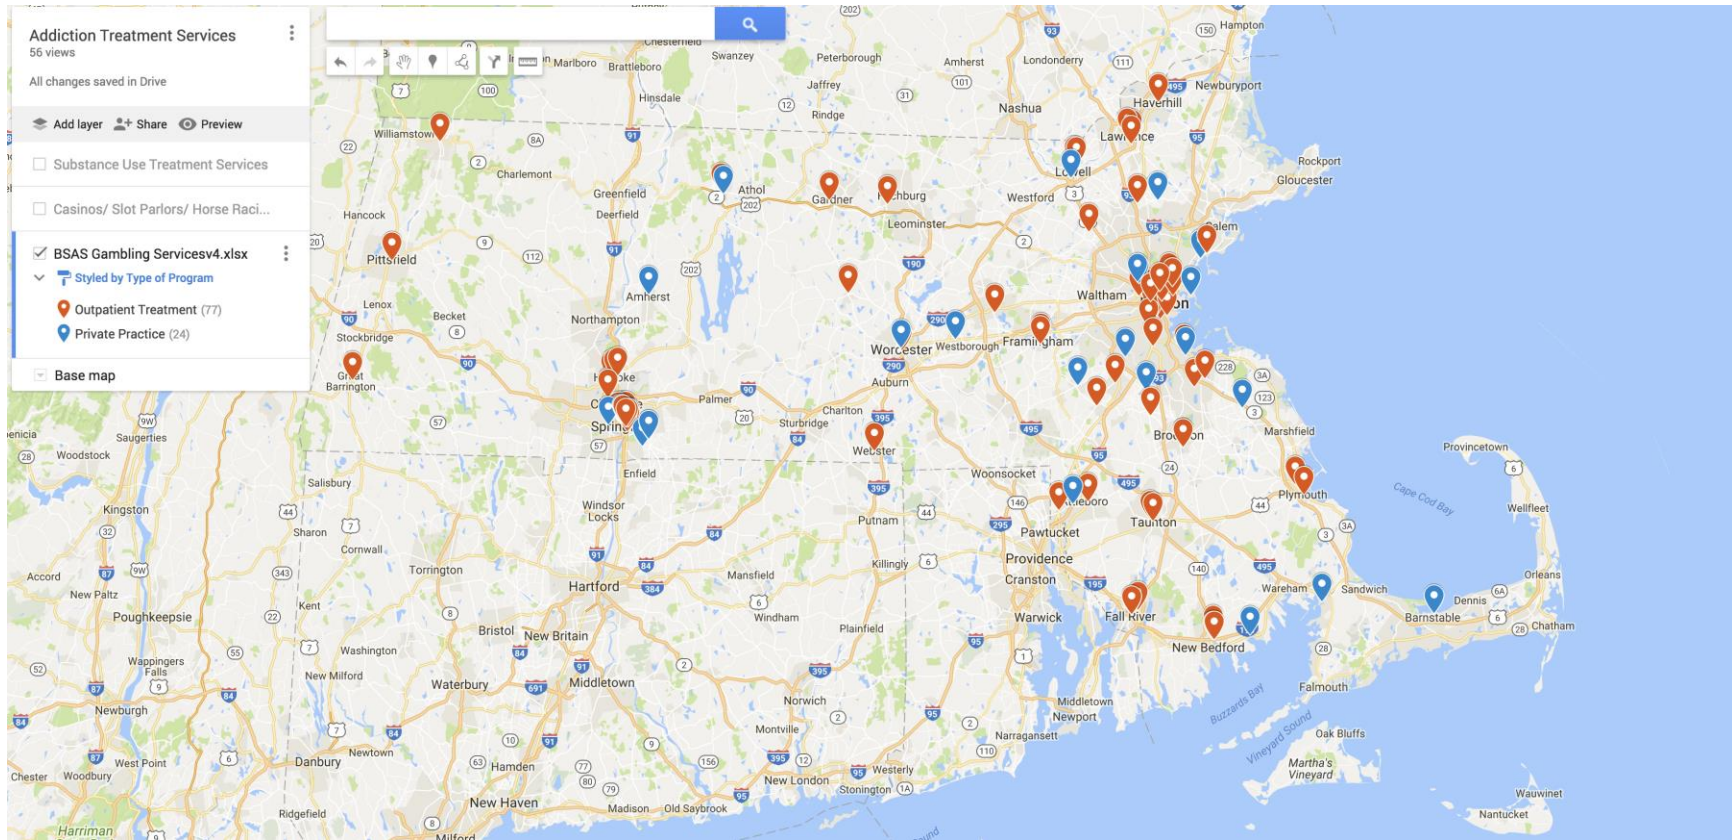 Addiction Treatment Services
56 views
All changes saved in Drive
Add layer Share Preview
Substance Use Treatment Services
Casinos/ Slot Parlors/ Horse Raci...
BSAS Gambling Servicesv4.xlsx
Styled by Type of Program
Outpatient Treatment (77)
Private Practice (24)
Base map
Chesterfield
Marlboro
Brattleboro
Swanzey
Peterborough
Amherst
Londonderry
Hampton
Jaffrey
Hinsdale
Rindge
Nashua
Haverhill
Newburyport
Williamstown
Charlemont
Greenfield
Deerfield
Athol
Gardner
Leominster
Westford
Rockport
Gloucester
Hancock
Pittsfield
Amherst
Lenox
Becket
Northampton
Stockbridge
Great
Barrington
Waltham
Worcester
Westborough
Framingham
Auburn
Palmer
Charlton
Sturbridge
Webster
Marshfield
Saugerties
Woodstock
Enfield
Salisbury
Windsor
Locks
Woonsocket
Plymouth
Provincetown
Cape Cod Bay
Wellfleet
Kingston
Sharon
Cornwall
Putnam
Pawtucket
Taunton
Providence
Cranston
Accord
New Paltz
Torrington
Hartford
Mansfield
Killingly
Orleans
Poughkeepsie
Kent
Bristol
New Britain
Windham
Plainfield
Warwick
Fall River
Wareham
Sandwich
Dennis
Barnstable
Chatham
Wappingers
Falls
Washington
New Milford
Waterbury
Middletown
New Bedford
Falmouth
Newburgh
Norwich
Middletown
Newport
Buzzards Bay
Vineyard Sound
Oak Bluffs
Martha's
Vineyard
West Point
Newtown
Danbury
Hamden
Montville
Narragansett
Chester
Woodbury
New London
Westerly
Stonington
Wauwinet
Nantucket
Ridgefield
New Haven
Madison
Old Saybrook
Harriman
Milford